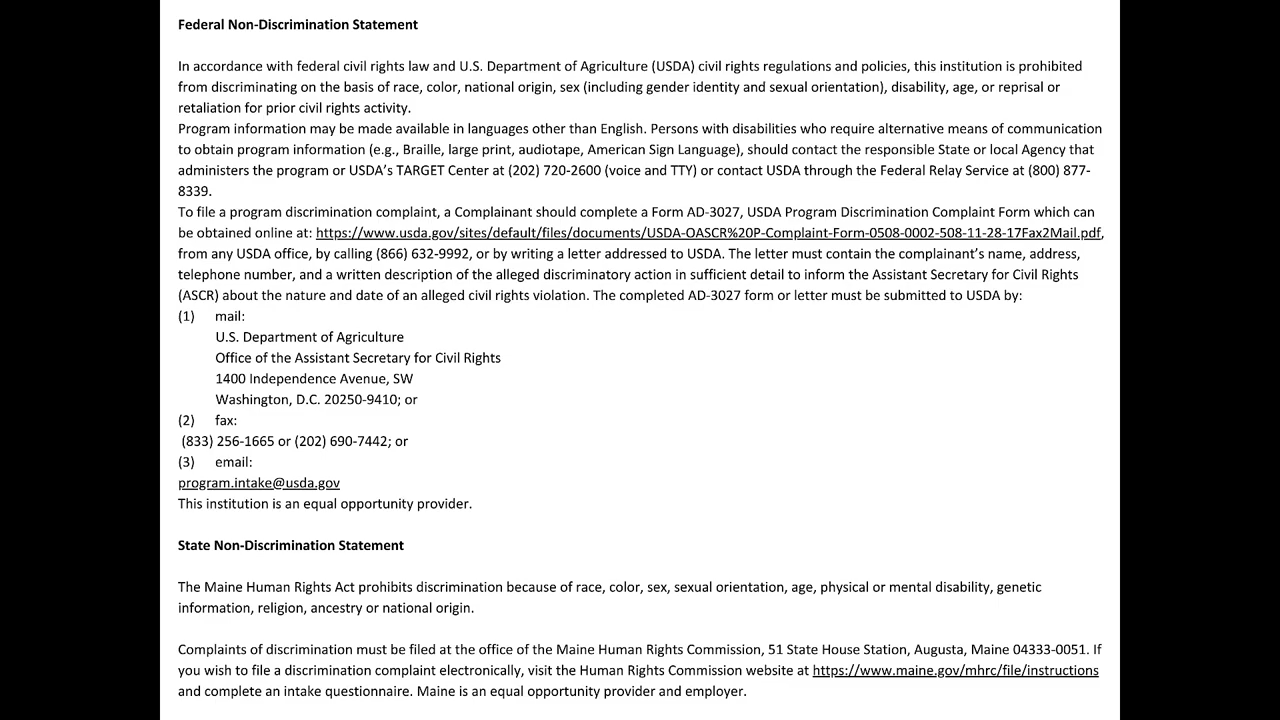 Federal Non-Discrimination Statement
In accordance with federal civil rights law and U.S. Department of Agriculture (USDA) civil rights regulations and policies, this institution is prohibited
from discriminating on the basis of race, color, national origin, sex (including gender identity and sexual orientation), disability, age, or reprisal or
retaliation for prior civil rights activity.
Program information may be made available in languages other than English. Persons with disabilities who require alternative means of communication
to obtain program information (e.g., Braille, large print, audiotape, American Sign Language), should contact the responsible State or local Agency that
administers the program or USDA’s TARGET Center at (202) 720-2600 (voice and TTY) or contact USDA through the Federal Relay Service at (800) 877-
8339.
To file a program discrimination complaint, a Complainant should complete a Form AD-3027, USDA Program Discrimination Complaint Form which can
be obtained online at: https://www.usda.gov/sites/default/files/documents/USDA-OASCR%20P-Complaint-Form-0508-0002-508-11-28-17Fax2Mail.pdf,
from any USDA office, by calling (866) 632-9992, or by writing a letter addressed to USDA. The letter must contain the complainant’s name, address,
telephone number, and a written description of the alleged discriminatory action in sufficient detail to inform the Assistant Secretary for Civil Rights
(ASCR) about the nature and date of an alleged civil rights violation. The completed AD-3027 form or letter must be submitted to USDA by:
(1) mail:
U.S. Department of Agriculture
Office of the Assistant Secretary for Civil Rights
1400 Independence Avenue, SW
Washington, D.C. 20250-9410; or
(2) fax:
(833) 256-1665 or (202) 690-7442; or
(3) email:
program.intake@usda.gov
This institution is an equal opportunity provider.
State Non-Discrimination Statement
The Maine Human Rights Act prohibits discrimination because of race, color, sex, sexual orientation, age, physical or mental disability, genetic
information, religion, ancestry or national origin.
Complaints of discrimination must be filed at the office of the Maine Human Rights Commission, 51 State House Station, Augusta, Maine 04333-0051. If
you wish to file a discrimination complaint electronically, visit the Human Rights Commission website at https://www.maine.gov/mhrc/file/instructions
and complete an intake questionnaire. Maine is an equal opportunity provider and employer.